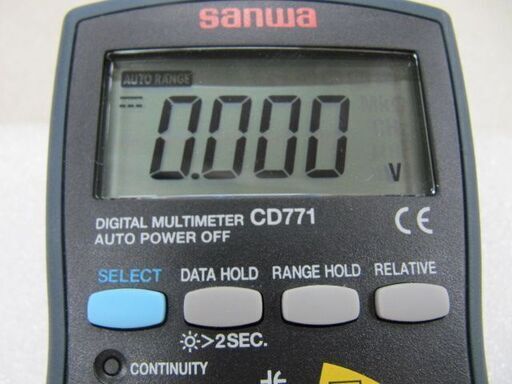 sanwa
AUTO RANGE
0.000
V
DIGITAL MULTIMETER CD771
AUTO POWER OFF
CE
SELECT DATA HOLD RANGE HOLD RELATIVE
>2SEC.
CONTINUITY